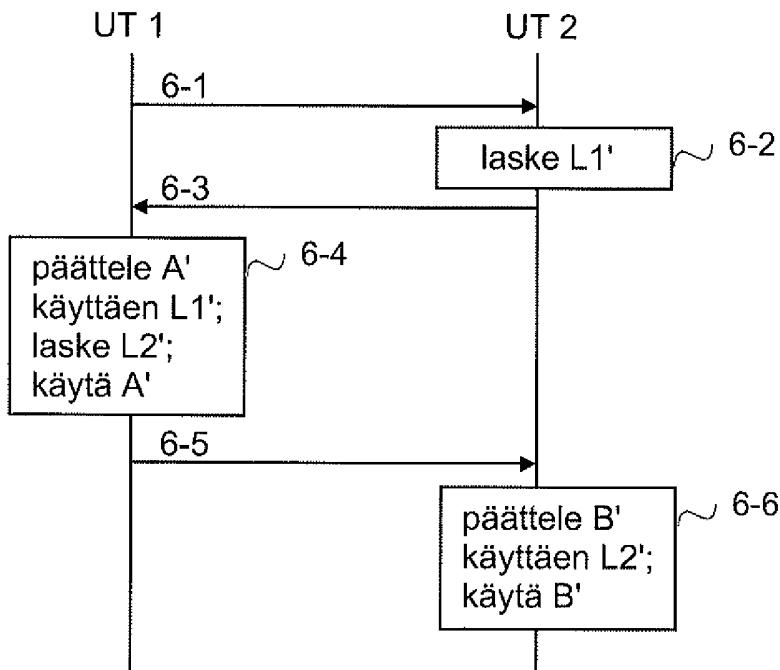 UT 1
UT 2
6-1
laske L1'
6-2
6-3
päättele A'
käyttäen L1';
laske L2';
käytä A'
6-4
6-5
päättele B'
käyttäen L2';
käytä B'
6-6